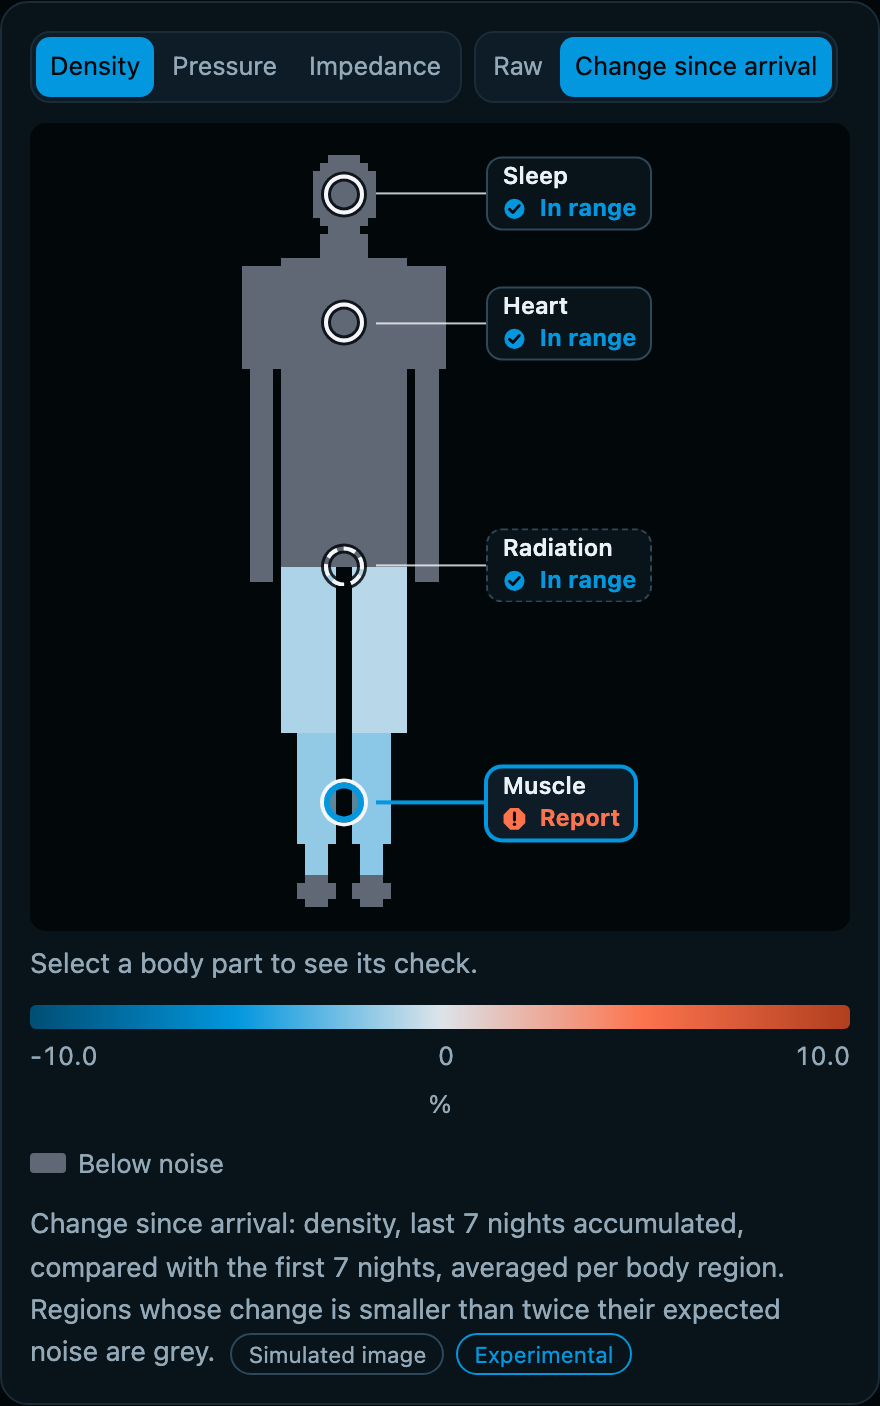 Density Pressure Impedance Raw Change since arrival
Sleep
In range
Heart
In range
Radiation
In range
Muscle
Report
Select a body part to see its check.
-10.0 0 10.0
%
Below noise
Change since arrival: density, last 7 nights accumulated,
compared with the first 7 nights, averaged per body region.
Regions whose change is smaller than twice their expected
noise are grey. Simulated image Experimental